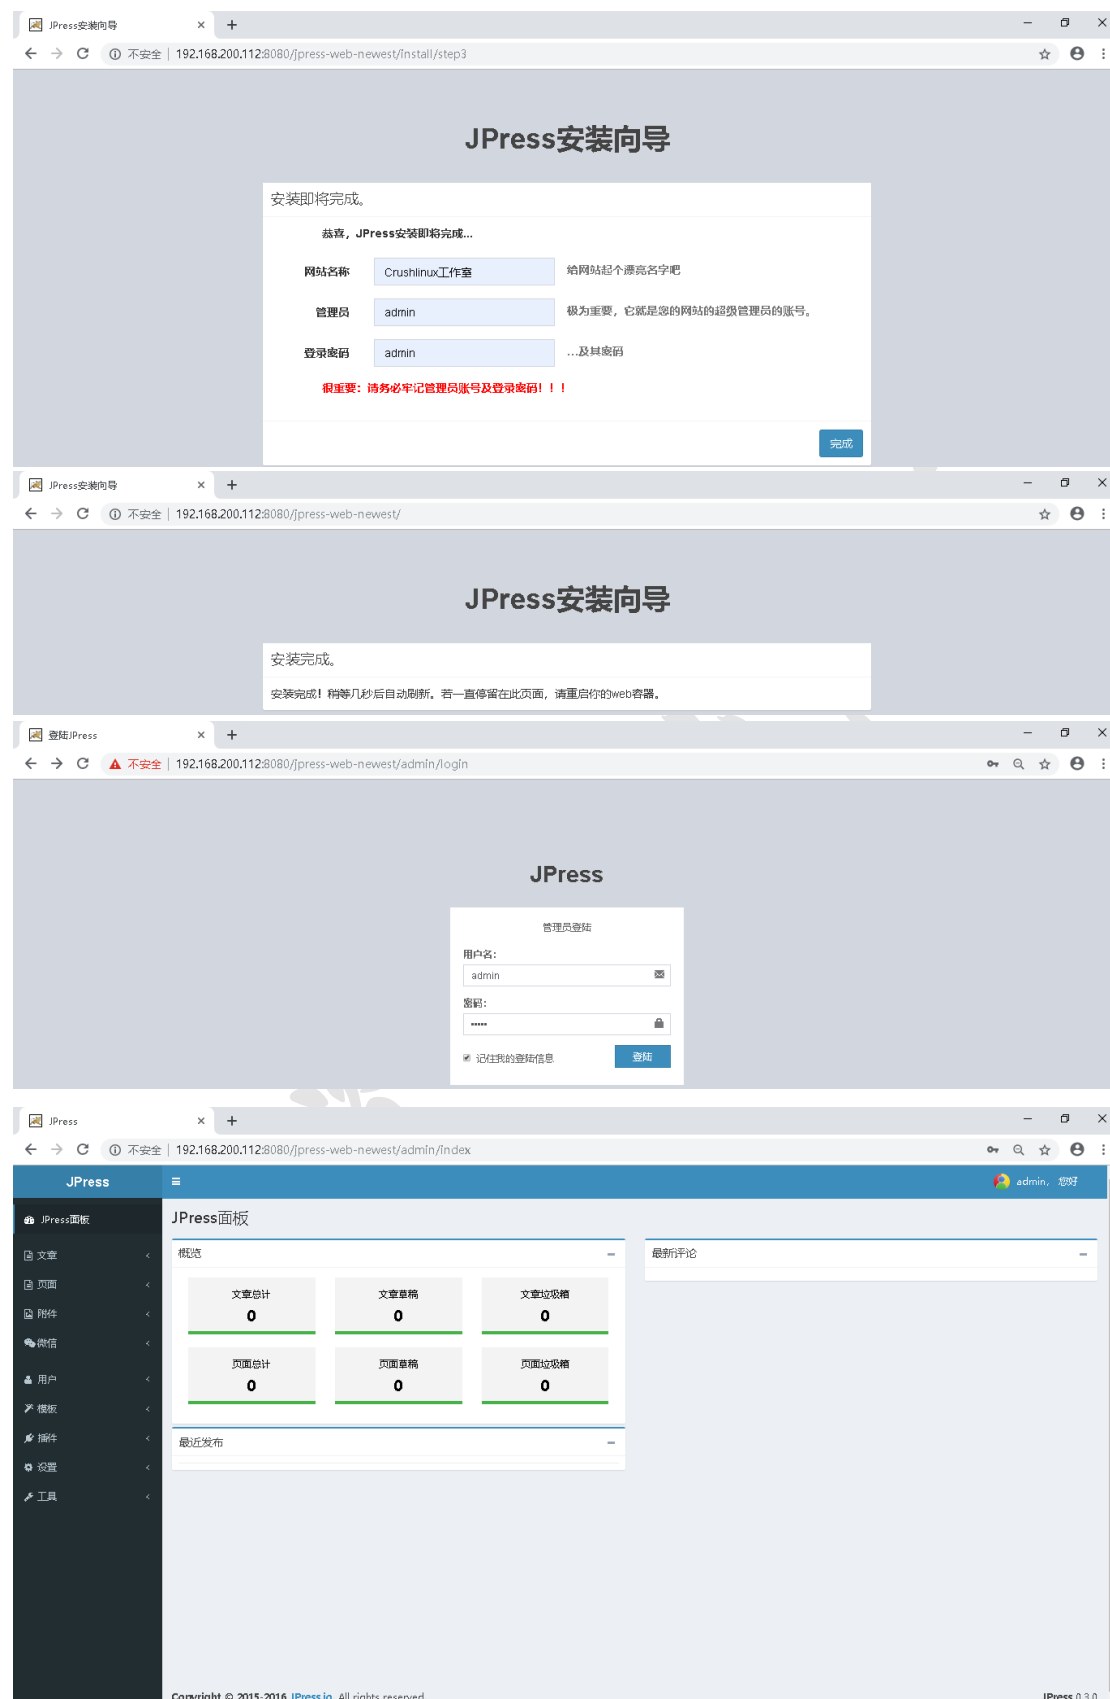 JPress安装向导
不安全 | 192.168.200.112:8080/jpress-web-newest/install/step3
JPress安装向导
安装即将完成。
恭喜，JPress安装即将完成...
网站名称 Crushlinux工作室 给网站起个漂亮名字吧
管理员 admin 极为重要，它就是您的网站的超级管理员的账号。
登录密码 admin ...及其密码
很重要：请务必牢记管理员账号及登录密码！！！
完成
JPress安装向导
不安全 | 192.168.200.112:8080/jpress-web-newest/
JPress安装向导
安装完成。
安装完成！稍等几秒后自动刷新。若一直停留在此页面，请重启你的web容器。
登陆JPress
不安全 | 192.168.200.112:8080/jpress-web-newest/admin/login
JPress
管理员登陆
用户名：
admin
密码：
•••••
记住我的登陆信息 登陆
JPress
不安全 | 192.168.200.112:8080/jpress-web-newest/admin/index
JPress admin, 您好
JPress面板
文章
页面
附件
微信
用户
模板
插件
设置
工具
JPress面板
概览
文章总计 文章草稿 文章垃圾箱
0 0 0
页面总计 页面草稿 页面垃圾箱
0 0 0
最近发布
最新评论
Copyright © 2015-2016 JPress.io. All rights reserved. JPress 0.3.0